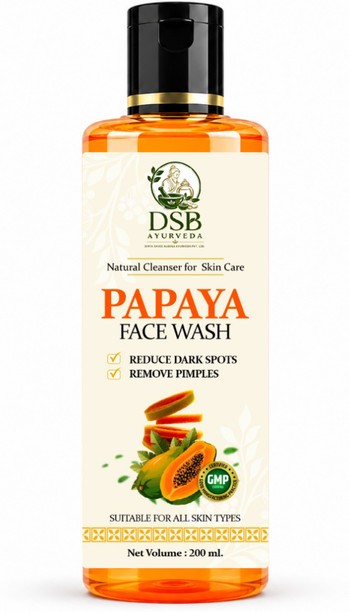 DSB
AYURVEDA
Natural Cleanser for Skin Care
PAPAYA
FACE WASH
REDUCE DARK SPOTS
REMOVE PIMPLES
CERTIFIED
GMP
SUITABLE FOR ALL SKIN TYPES
Net Volume : 200 ml.